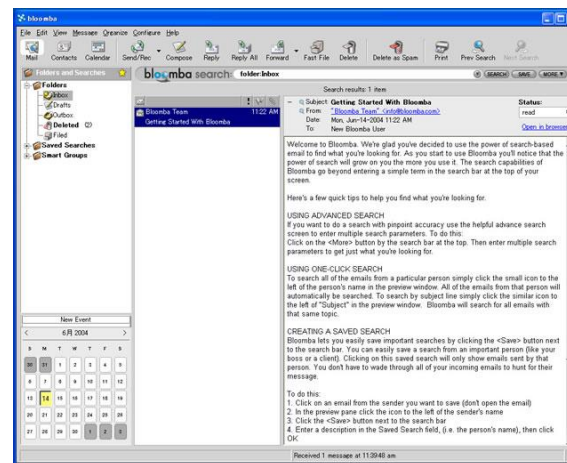 bloomba
File Edit View Message Organize Configure Help
Mail Contacts Calendar Send/Rec Compose Reply Reply All Forward Fast File Delete Delete as Spam Print Prev Search Next Search
Folders and Searches
bloomba search: folder:Inbox SEARCH SAVE MORE
Folders
Inbox
Drafts
Outbox
Deleted (2)
Filed
Saved Searches
Smart Groups
Search results: 1 item
Bloomba Team 11:22 AM
Getting Started With Bloomba
Subject Getting Started With Bloomba
From "Bloomba Team" <info@bloomba.com>
Date Mon, Jun-14-2004 11:22 AM
To: New Bloomba User
Status:
read
Open in browser
Welcome to Bloomba. We're glad you've decided to use the power of search-based
email to find what you're looking for. As you start to use Bloomba you'll notice that the
power of search will grow on you the more you use it. The search capabilities of
Bloomba go beyond entering a simple term in the search bar at the top of your
screen.
Here's a few quick tips to help you find what you're looking for.
USING ADVANCED SEARCH
If you want to do a search with pinpoint accuracy use the helpful advance search
screen to enter multiple search parameters. To do this:
Click on the <More> button by the search bar at the top. Then enter multiple search
parameters to get just what you're looking for.
USING ONE-CLICK SEARCH
To search all of the emails from a particular person simply click the small icon to the
left of the person's name in the preview window. All of the emails from that person will
automatically be searched. To search by subject line simply click the similar icon to
the left of "Subject" in the preview window. Bloomba will search for all emails with
that same topic.
CREATING A SAVED SEARCH
Bloomba lets you easily save important searches by clicking the <Save> button next
to the search bar. You can easily save a search from an important person (like your
boss or a client). Clicking on this saved search will only show emails sent by that
person. You don't have to wade through all of your incoming emails to hunt for their
message.
To do this:
1. Click on an email from the sender you want to save (don't open the email)
2. In the preview pane click the icon to the left of the sender's name
3. Click the <Save> button next to the search bar
4. Enter a description in the Saved Search field, (i.e. the person's name), then click
OK
New Event
< 6月 2004 >
S M T W T F S
30 31 1 2 3 4 5
6 7 8 9 10 11 12
13 14 15 16 17 18 19
20 21 22 23 24 25 26
27 28 29 30 1 2 3
Received 1 message at 11:39:48 am